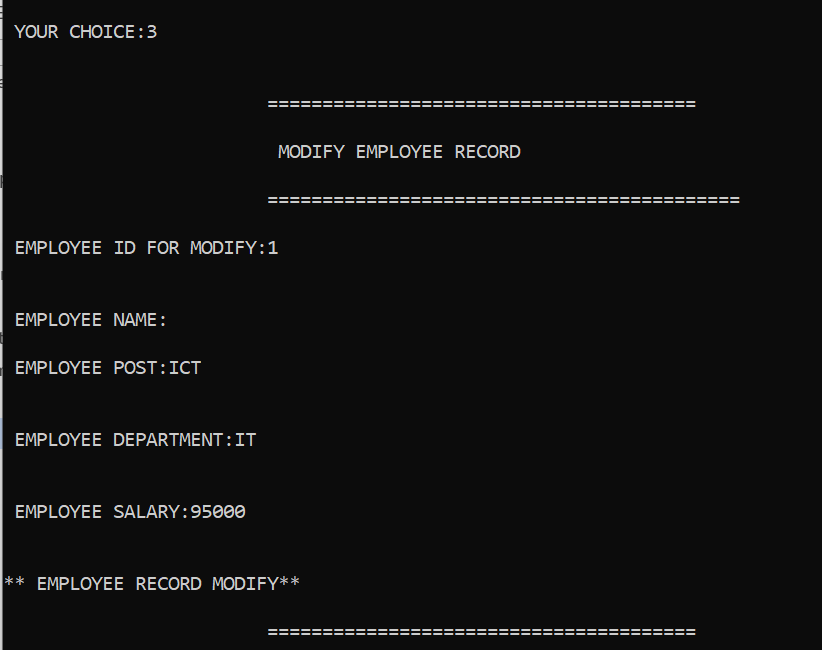 YOUR CHOICE:3
=======================================
MODIFY EMPLOYEE RECORD
===========================================
EMPLOYEE ID FOR MODIFY:1
EMPLOYEE NAME:
EMPLOYEE POST:ICT
EMPLOYEE DEPARTMENT:IT
EMPLOYEE SALARY:95000
** EMPLOYEE RECORD MODIFY**
=======================================